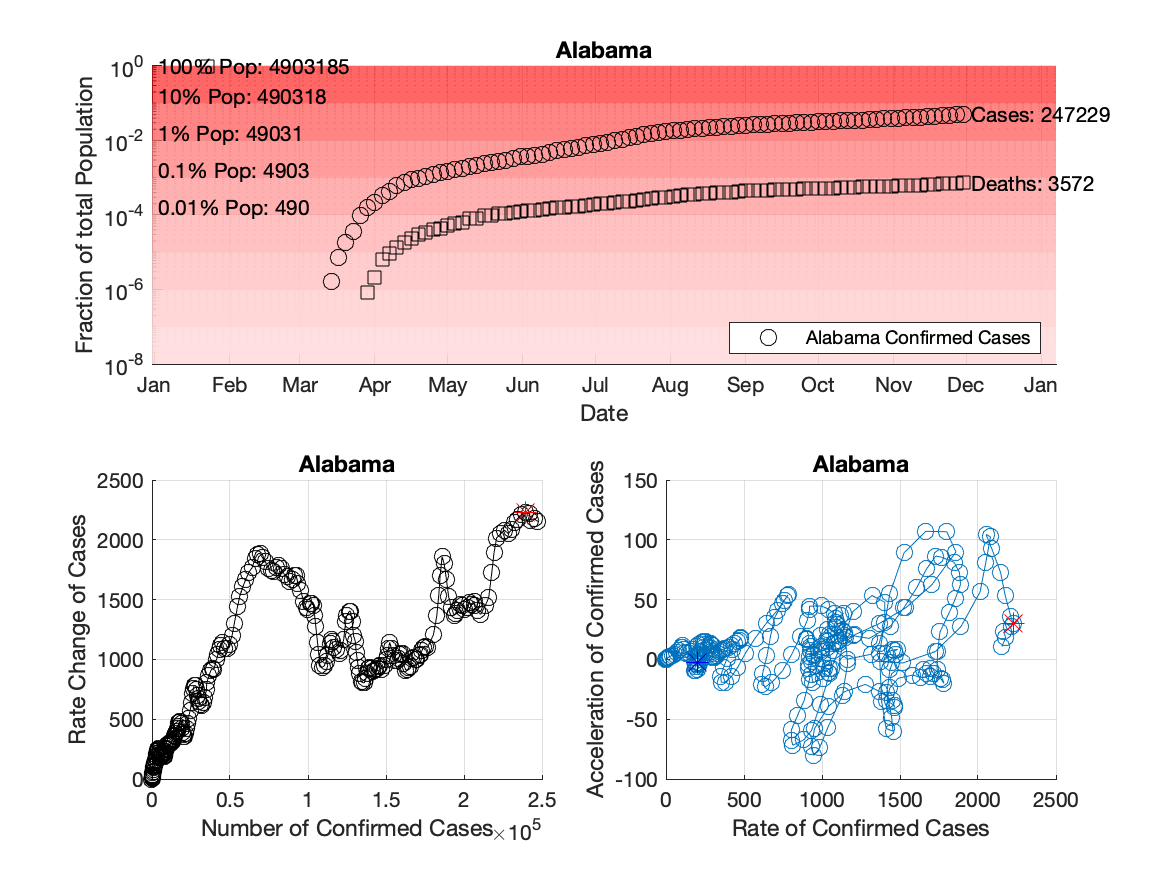 Alabama
10^0
10^-2
10^-4
10^-6
10^-8
Fraction of total Population
100% Pop: 4903185
10% Pop: 490318
1% Pop: 49031
0.1% Pop: 4903
0.01% Pop: 490
Cases: 247229
Deaths: 3572
Alabama Confirmed Cases
Jan Feb Mar Apr May Jun Jul Aug Sep Oct Nov Dec Jan
Date
Alabama
2500
2000
1500
1000
500
0
Rate Change of Cases
0 0.5 1 1.5 2 2.5
Number of Confirmed Cases
×10^5
Alabama
150
100
50
0
-50
-100
Acceleration of Confirmed Cases
0 500 1000 1500 2000 2500
Rate of Confirmed Cases